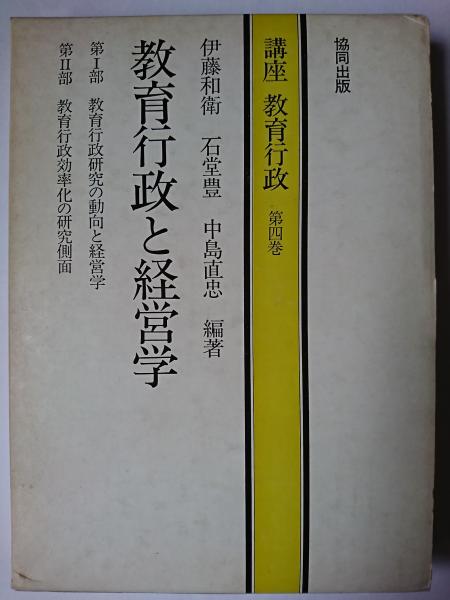 協同出版
講座 教育行政 第四巻
伊藤和衛 石堂豊 中島直忠 編著
教育行政と経営学
第Ⅰ部 教育行政研究の動向と経営学
第Ⅱ部 教育行政効率化の研究側面